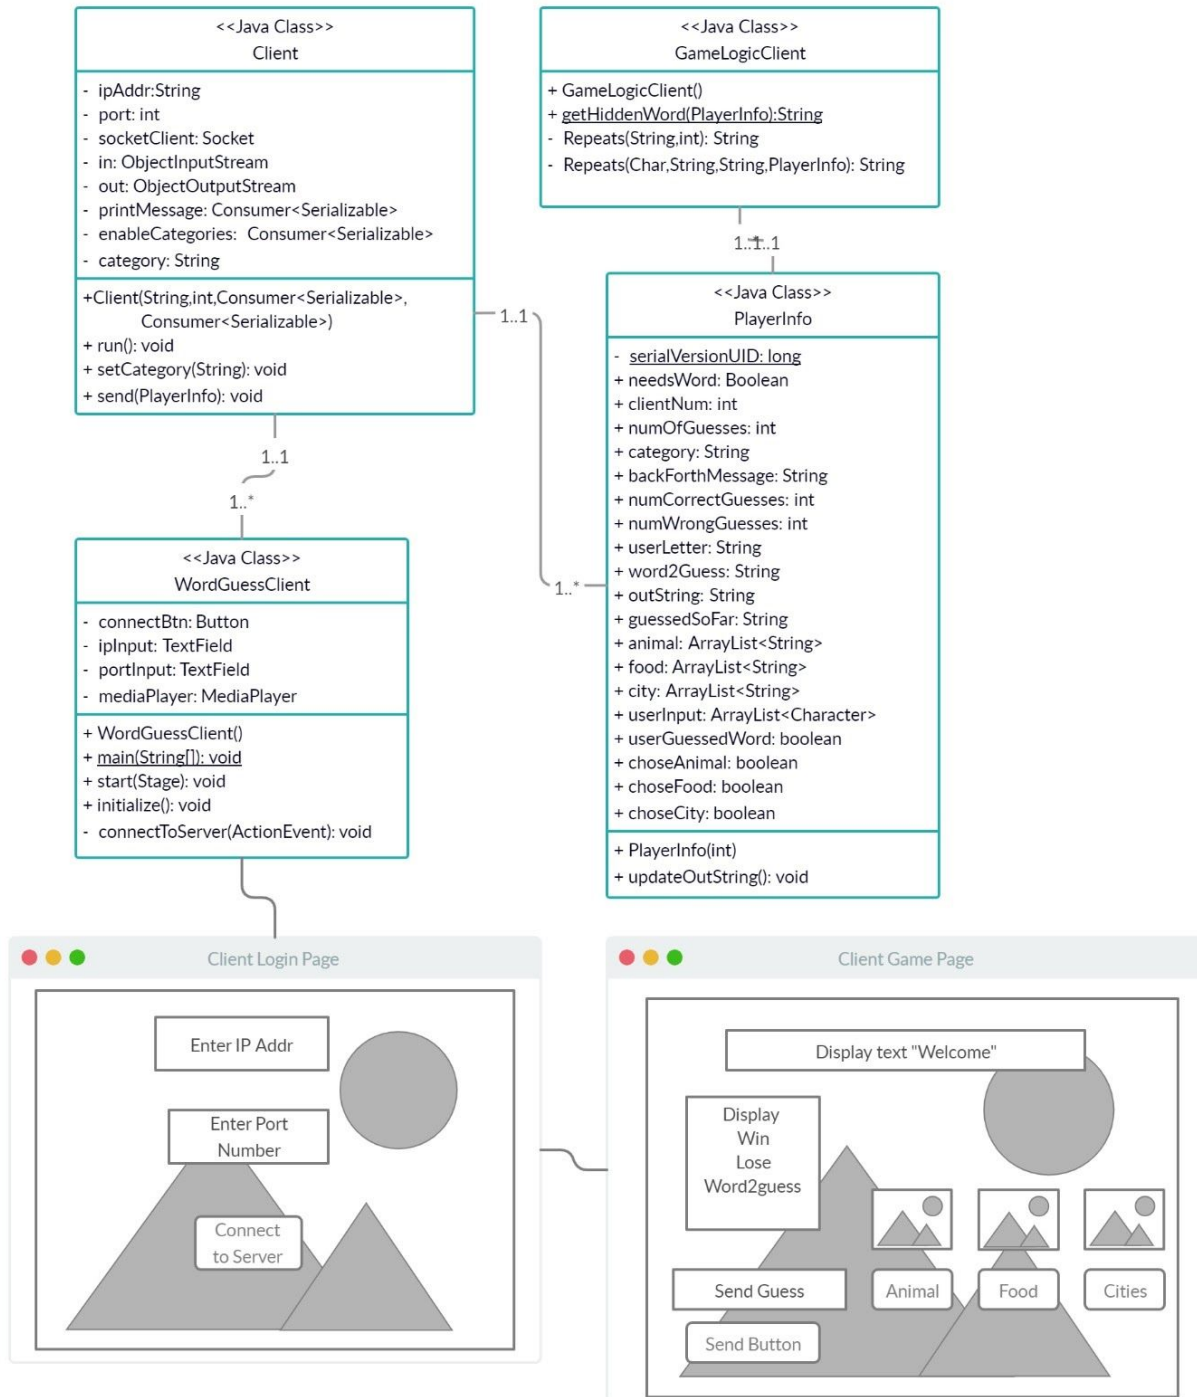 <<Java Class>>
Client
- ipAddr:String
- port: int
- socketClient: Socket
- in: ObjectInputStream
- out: ObjectOutputStream
- printMessage: Consumer<Serializable>
- enableCategories: Consumer<Serializable>
- category: String
+Client(String,int,Consumer<Serializable>,
Consumer<Serializable>)
+ run(): void
+ setCategory(String): void
+ send(PlayerInfo): void
<<Java Class>>
GameLogicClient
+ GameLogicClient()
+ getHiddenWord(PlayerInfo):String
- Repeats(String,int): String
- Repeats(Char,String,String,PlayerInfo): String
1..1
<<Java Class>>
PlayerInfo
- serialVersionUID: long
+ needsWord: Boolean
+ clientNum: int
+ numOfGuesses: int
+ category: String
+ backForthMessage: String
+ numCorrectGuesses: int
+ numWrongGuesses: int
+ userLetter: String
+ word2Guess: String
+ outString: String
+ guessedSoFar: String
+ animal: ArrayList<String>
+ food: ArrayList<String>
+ city: ArrayList<String>
+ userInput: ArrayList<Character>
+ userGuessedWord: boolean
+ choseAnimal: boolean
+ choseFood: boolean
+ choseCity: boolean
+ PlayerInfo(int)
+ updateOutString(): void
1..1
1..*
1..1
1..*
<<Java Class>>
WordGuessClient
- connectBtn: Button
- ipInput: TextField
- portInput: TextField
- mediaPlayer: MediaPlayer
+ WordGuessClient()
+ main(String[]): void
+ start(Stage): void
+ initialize(): void
- connectToServer(ActionEvent): void
Client Login Page
Enter IP Addr
Enter Port
Number
Connect
to Server
Client Game Page
Display text "Welcome"
Display
Win
Lose
Word2guess
Send Guess
Animal
Food
Cities
Send Button